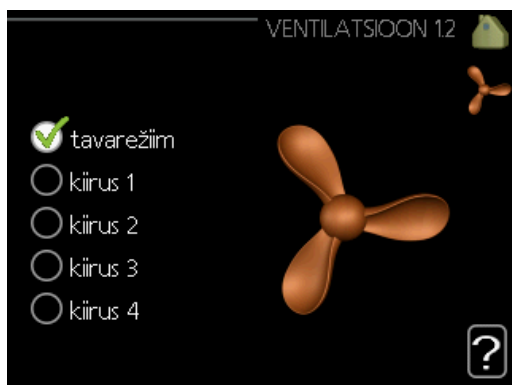 VENTILATSIOON 1.2
tavarežiim
kiirus 1
kiirus 2
kiirus 3
kiirus 4
?